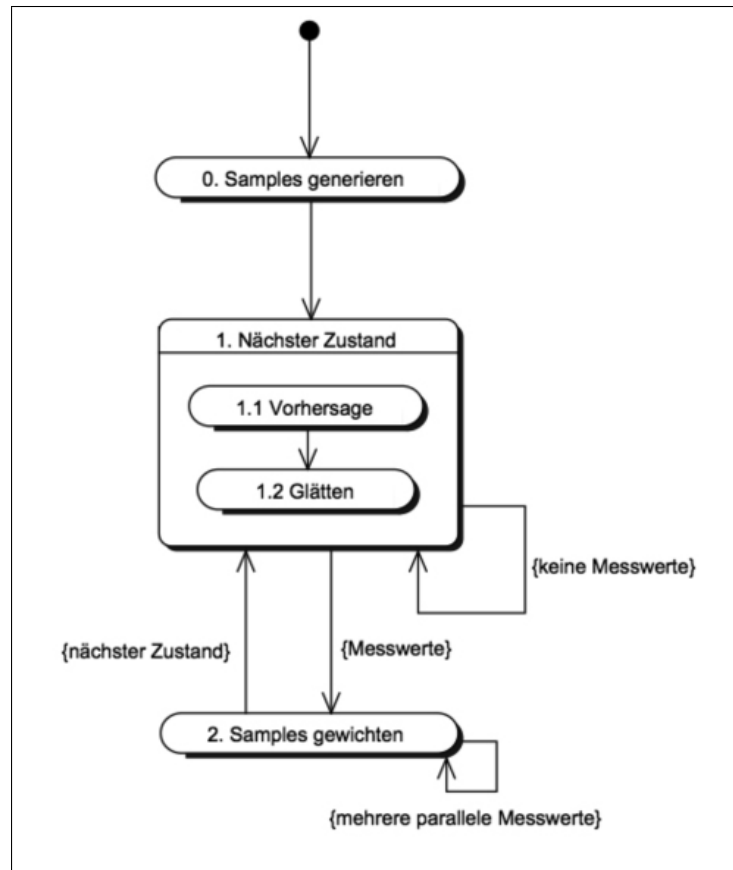 0. Samples generieren
1. Nächster Zustand
1.1 Vorhersage
1.2 Glätten
{keine Messwerte}
{nächster Zustand}
{Messwerte}
2. Samples gewichten
{mehrere parallele Messwerte}